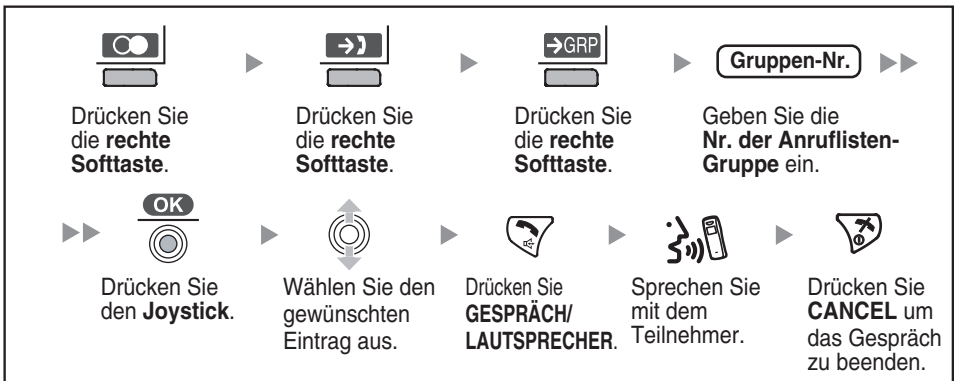 GRP
Gruppen-Nr.
Drücken Sie
die rechte
Softtaste.
Drücken Sie
die rechte
Softtaste.
Drücken Sie
die rechte
Softtaste.
Geben Sie die
Nr. der Anruflisten-
Gruppe ein.
OK
Drücken Sie
den Joystick.
Wählen Sie den
gewünschten
Eintrag aus.
Drücken Sie
GESPRÄCH/
LAUTSPRECHER.
Sprechen Sie
mit dem
Teilnehmer.
Drücken Sie
CANCEL um
das Gespräch
zu beenden.